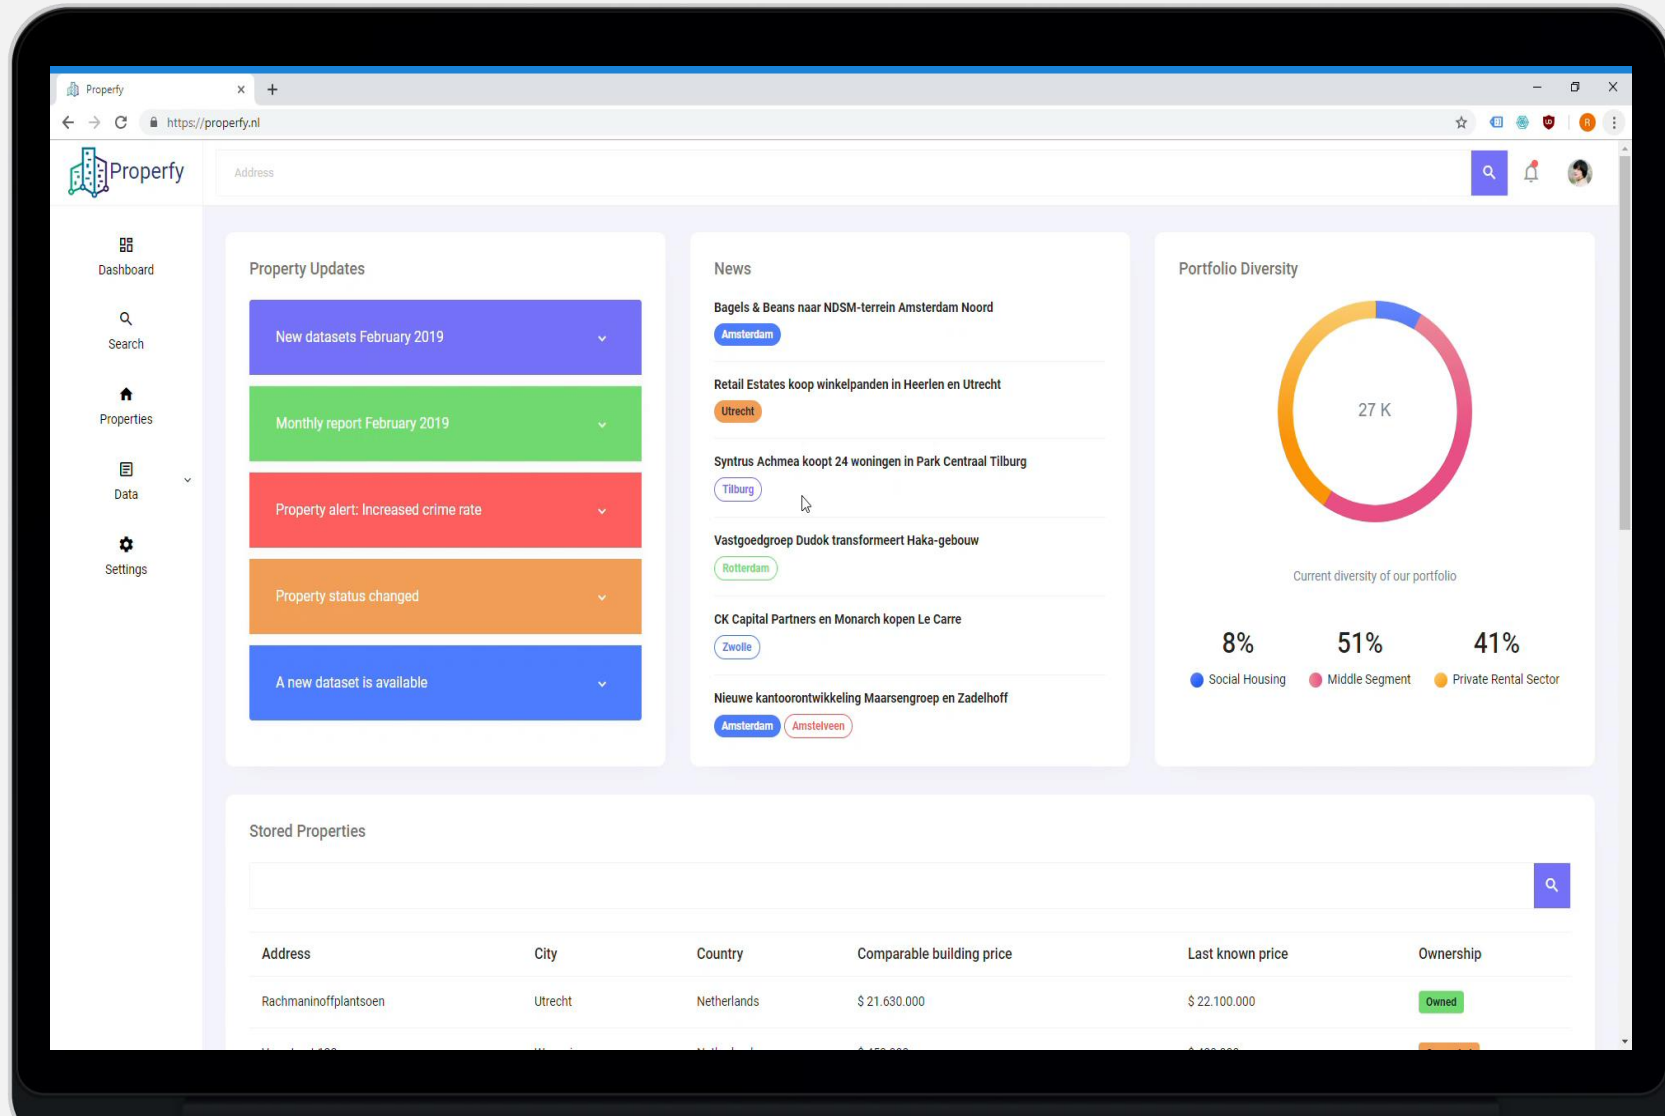 Properfy
https://properfy.nl
R
Properfy
Address
Dashboard
Search
Properties
Data
Settings
Property Updates
New datasets February 2019
Monthly report February 2019
Property alert: Increased crime rate
Property status changed
A new dataset is available
News
Bagels & Beans naar NDSM-terrein Amsterdam Noord
Amsterdam
Retail Estates koop winkelpanden in Heerlen en Utrecht
Utrecht
Syntrus Achmea koopt 24 woningen in Park Centraal Tilburg
Tilburg
Vastgoedgroep Dudok transformeert Haka-gebouw
Rotterdam
CK Capital Partners en Monarch kopen Le Carre
Zwolle
Nieuwe kantoorontwikkeling Maarsengroep en Zadelhoff
Amsterdam Amstelveen
Portfolio Diversity
27 K
Current diversity of our portfolio
8% 51% 41%
Social Housing Middle Segment Private Rental Sector
Stored Properties
Address City Country Comparable building price Last known price Ownership
Rachmaninoffplantsoen Utrecht Netherlands $ 21.630.000 $ 22.100.000 Owned